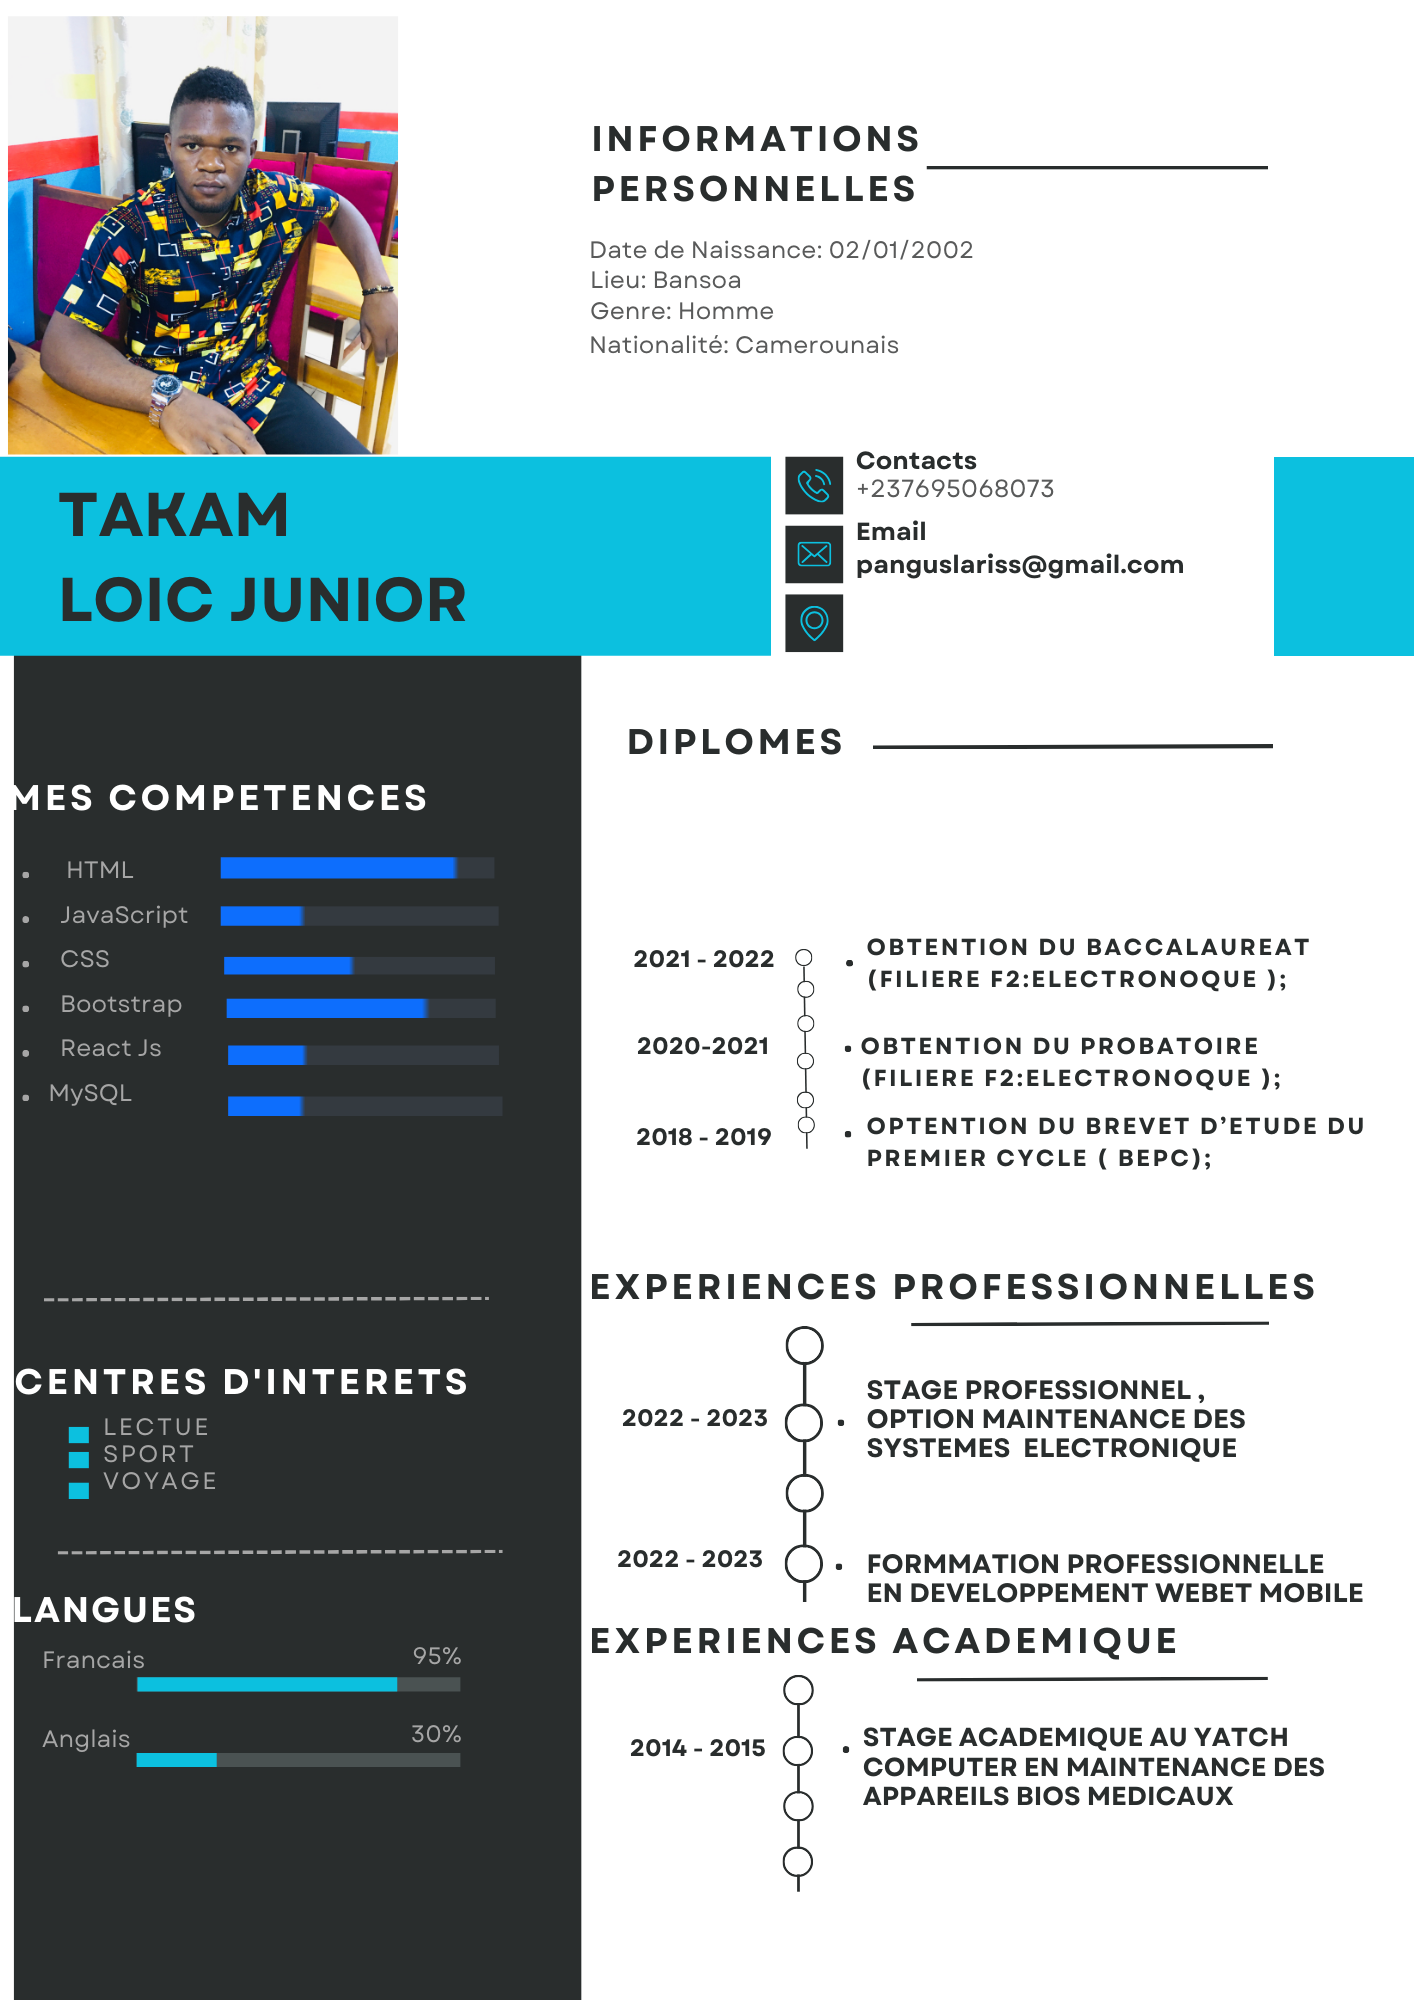 INFORMATIONS
PERSONNELLES
Date de Naissance: 02/01/2002
Lieu: Bansoa
Genre: Homme
Nationalité: Camerounais
TAKAM
LOIC JUNIOR
Contacts
+237695068073
Email
panguslariss@gmail.com
MES COMPETENCES
• HTML
• JavaScript
• CSS
• Bootstrap
• React Js
• MySQL
CENTRES D'INTERETS
LECTUE
SPORT
VOYAGE
LANGUES
Francais 95%
Anglais 30%
DIPLOMES
2021 - 2022 • OBTENTION DU BACCALAUREAT
(FILIERE F2:ELECTRONOQUE );
2020-2021 • OBTENTION DU PROBATOIRE
(FILIERE F2:ELECTRONOQUE );
2018 - 2019 • OPTENTION DU BREVET D’ETUDE DU
PREMIER CYCLE ( BEPC);
EXPERIENCES PROFESSIONNELLES
STAGE PROFESSIONNEL ,
2022 - 2023 • OPTION MAINTENANCE DES
SYSTEMES ELECTRONIQUE
2022 - 2023 • FORMMATION PROFESSIONNELLE
EN DEVELOPPEMENT WEBET MOBILE
EXPERIENCES ACADEMIQUE
2014 - 2015 • STAGE ACADEMIQUE AU YATCH
COMPUTER EN MAINTENANCE DES
APPAREILS BIOS MEDICAUX